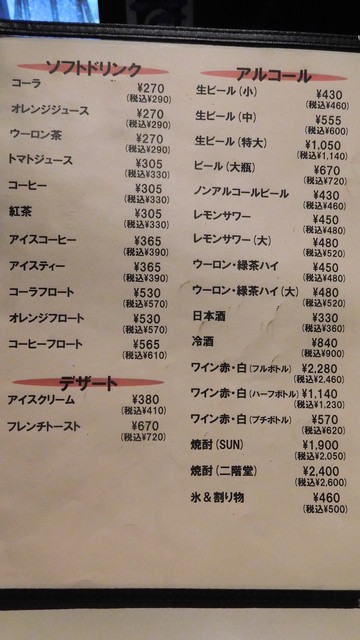 ソフトドリンク
コーラ ¥270
(税込¥290)
オレンジジュース ¥270
(税込¥290)
ウーロン茶 ¥270
(税込¥290)
トマトジュース ¥305
(税込¥330)
コーヒー ¥305
(税込¥330)
紅茶 ¥305
(税込¥330)
アイスコーヒー ¥365
(税込¥390)
アイスティー ¥365
(税込¥390)
コーラフロート ¥530
(税込¥570)
オレンジフロート ¥530
(税込¥570)
コーヒーフロート ¥565
(税込¥610)
デザート
アイスクリーム ¥380
(税込¥410)
フレンチトースト ¥670
(税込¥720)
アルコール
生ビール(小) ¥430
(税込¥460)
生ビール(中) ¥555
(税込¥600)
生ビール(特大) ¥1,050
(税込¥1,140)
ビール(大瓶) ¥670
(税込¥720)
ノンアルコールビール ¥430
(税込¥460)
レモンサワー ¥450
(税込¥480)
レモンサワー(大) ¥480
(税込¥520)
ウーロン・緑茶ハイ ¥450
(税込¥480)
ウーロン・緑茶ハイ(大) ¥480
(税込¥520)
日本酒 ¥330
(税込¥360)
冷酒 ¥840
(税込¥900)
ワイン赤・白(フルボトル) ¥2,280
(税込¥2,460)
ワイン赤・白(ハーフボトル) ¥1,140
(税込¥1,230)
ワイン赤・白(プチボトル) ¥570
(税込¥620)
焼酎(SUN) ¥1,900
(税込¥2,050)
焼酎(二階堂) ¥2,400
(税込¥2,600)
氷&割り物 ¥460
(税込¥500)